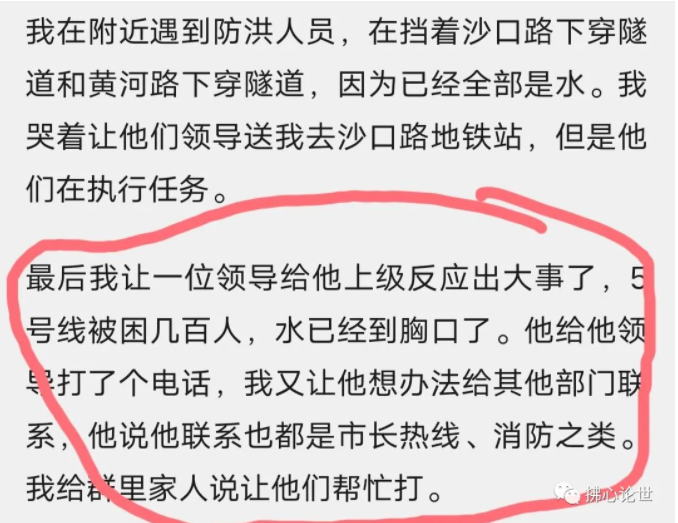 我在附近遇到防洪人员，在挡着沙口路下穿隧
道和黄河路下穿隧道，因为已经全部是水。我
哭着让他们领导送我去沙口路地铁站，但是他
们在执行任务。
最后我让一位领导给他上级反应出大事了，5
号线被困几百人，水已经到胸口了。他给他领
导打了个电话，我又让他想办法给其他部门联
系，他说他联系也都是市长热线、消防之类。
我给群里家人说让他们帮忙打。
拂心论世